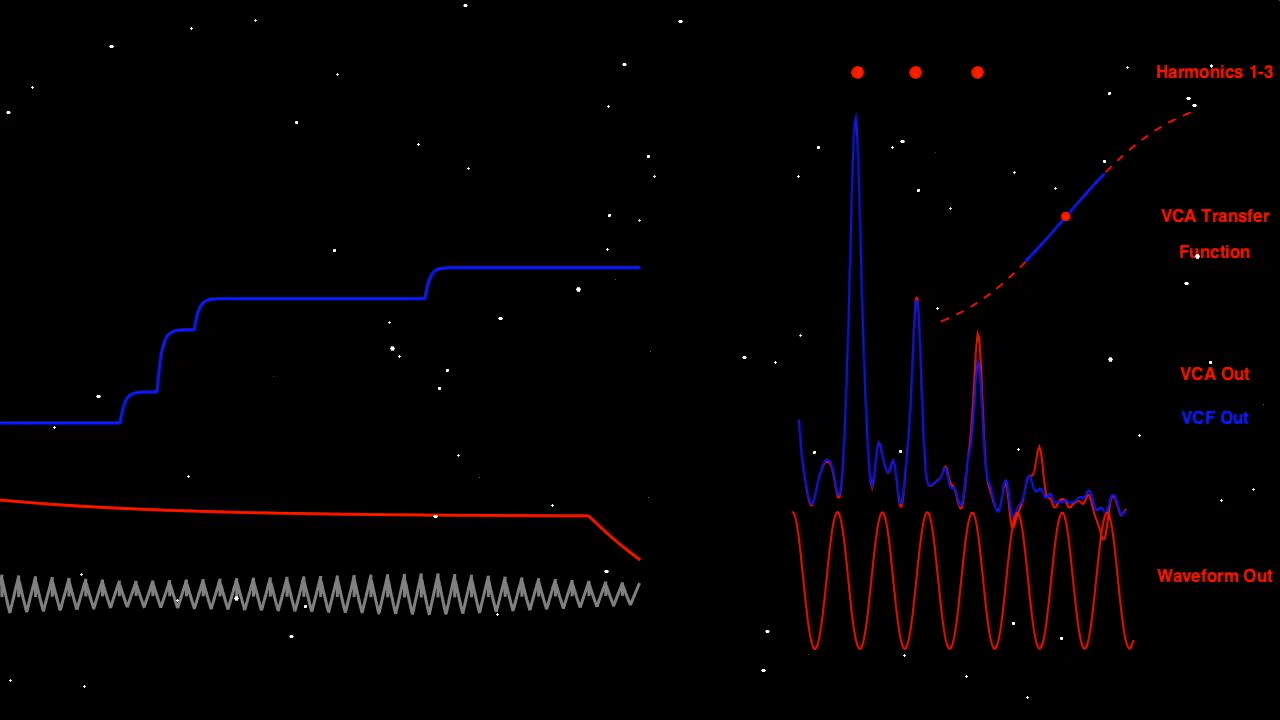 Harmonics 1-3
VCA Transfer
Function
VCA Out
VCF Out
Waveform Out